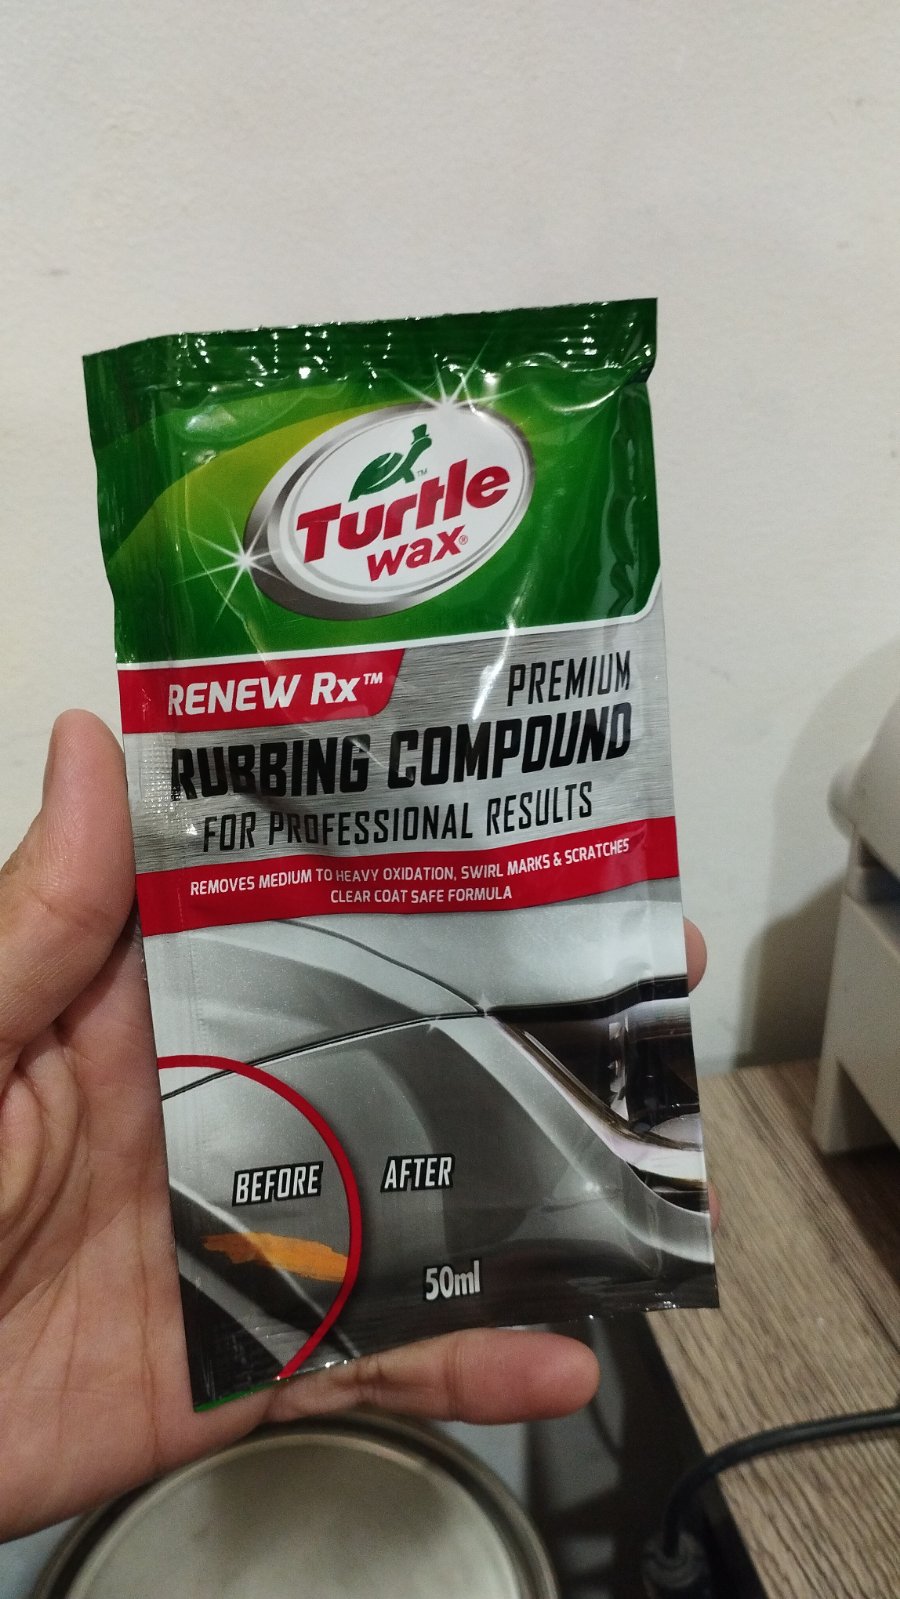 Turtle™
wax®
RENEW Rx™
PREMIUM
RUBBING COMPOUND
FOR PROFESSIONAL RESULTS
REMOVES MEDIUM TO HEAVY OXIDATION, SWIRL MARKS & SCRATCHES
CLEAR COAT SAFE FORMULA
BEFORE
AFTER
50ml